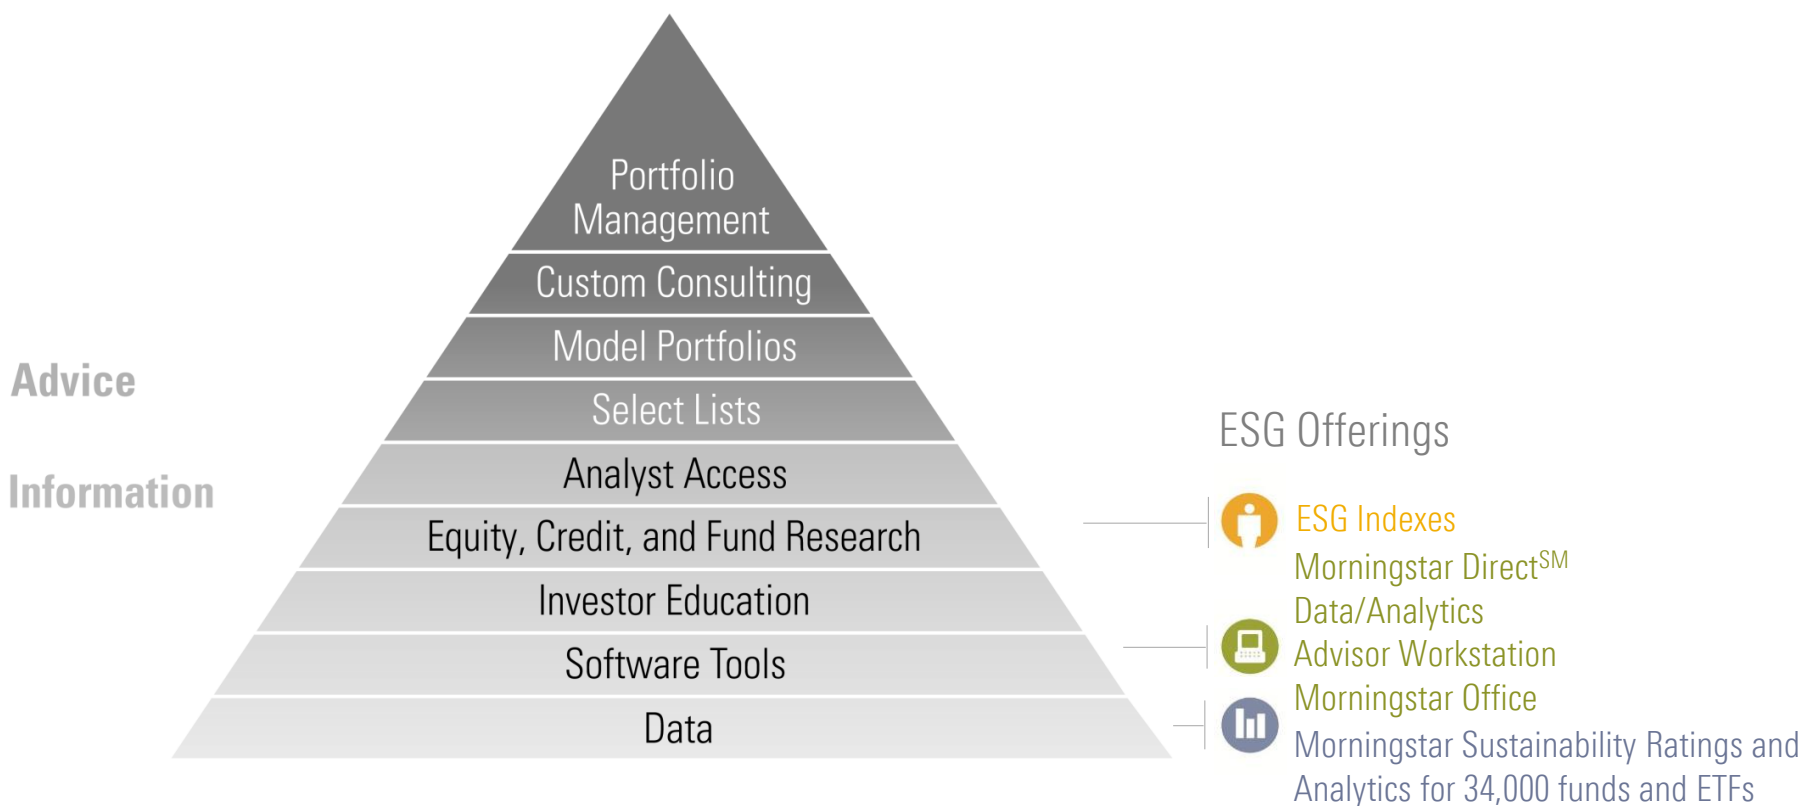 Portfolio
Management
Custom Consulting
Model Portfolios
Advice
Select Lists
Analyst Access
Information
Equity, Credit, and Fund Research
Investor Education
Software Tools
Data
ESG Offerings
ESG Indexes
Morningstar Direct℠
Data/Analytics
Advisor Workstation
Morningstar Office
Morningstar Sustainability Ratings and
Analytics for 34,000 funds and ETFs